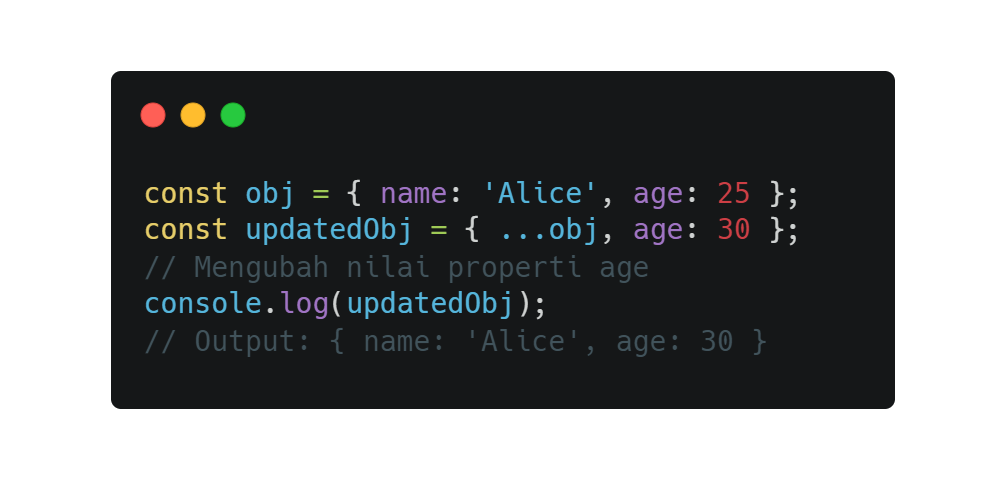 const obj = { name: 'Alice', age: 25 };
const updatedObj = { ...obj, age: 30 };
// Mengubah nilai properti age
console.log(updatedObj);
// Output: { name: 'Alice', age: 30 }